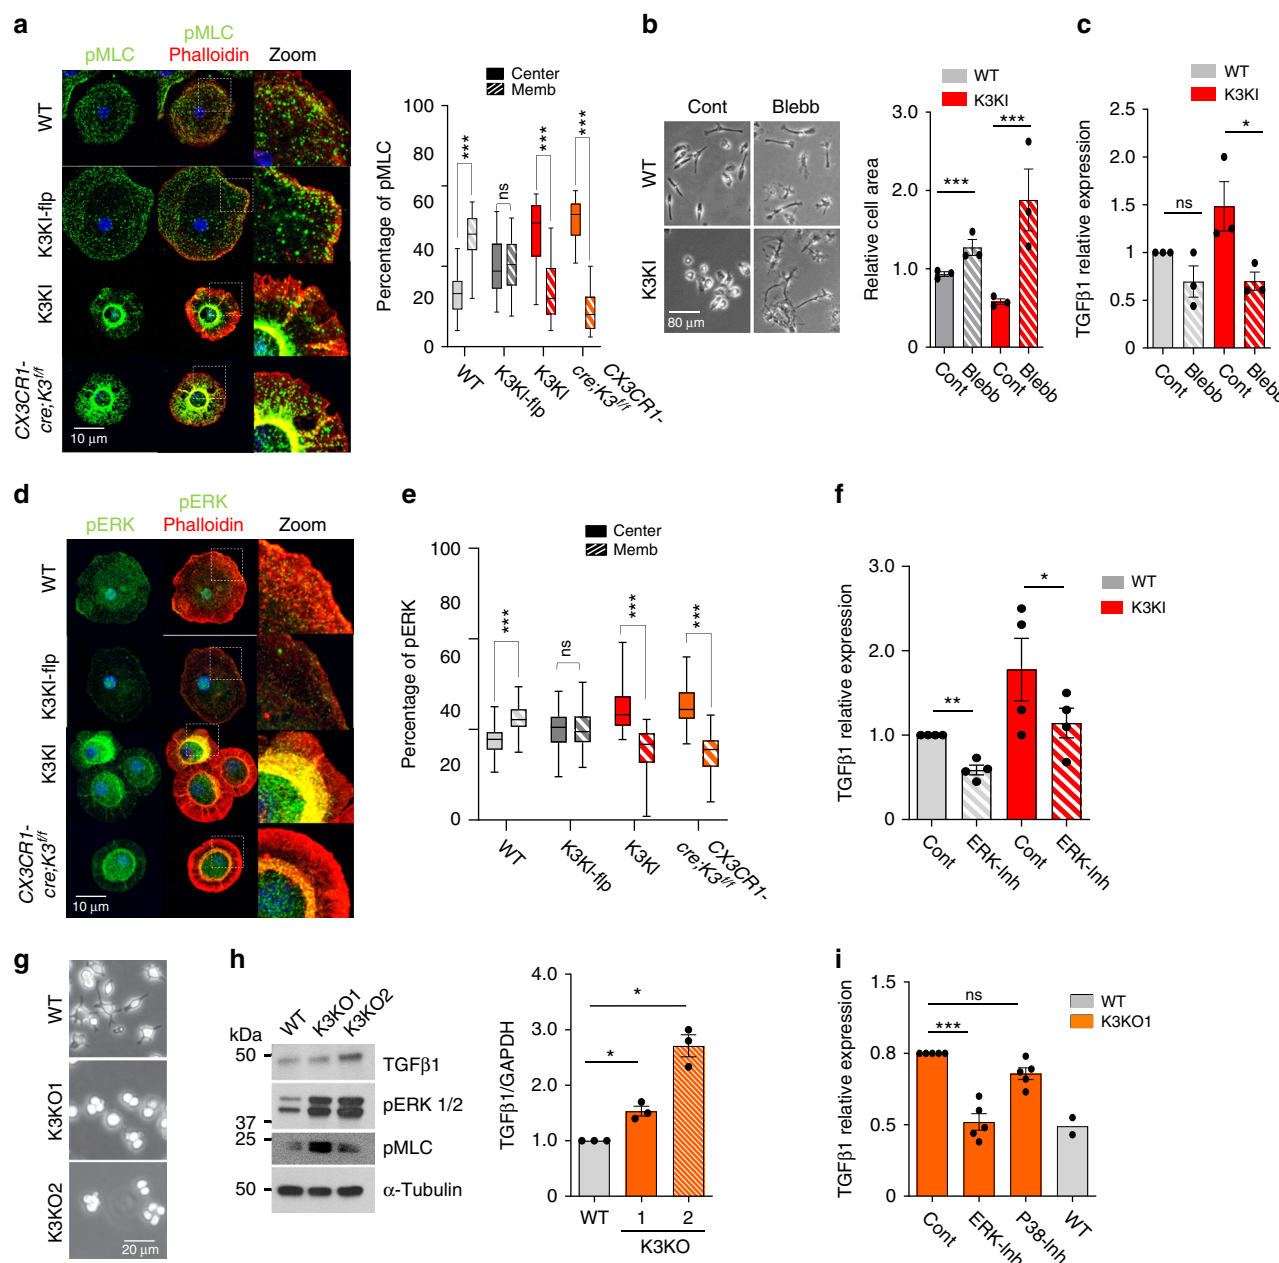 a
pMLC
pMLC
Phalloidin
Zoom
WT
K3KI-flp
K3KI
CX3CR1-
cre;K3f/f
10 μm
Center
Memb
Percentage of pMLC
100
80
60
40
20
0
***
ns
***
***
WT
K3KI-flp
K3KI
CX3CR1-
cre;K3f/f
b
Cont
Blebb
WT
K3KI
80 μm
WT
K3KI
Relative cell area
3.0
2.0
1.0
0
***
***
Cont
Blebb
Cont
Blebb
c
WT
K3KI
TGFβ1 relative expression
2.5
2.0
1.5
1.0
0.5
0
ns
*
Cont
Blebb
Cont
Blebb
d
pERK
pERK
Phalloidin
Zoom
WT
K3KI-flp
K3KI
CX3CR1-
cre;K3f/f
10 μm
e
Center
Memb
Percentage of pERK
100
80
60
40
20
0
***
ns
***
***
WT
K3KI-flp
K3KI
CX3CR1-
cre;K3f/f
f
WT
K3KI
TGFβ1 relative expression
3.0
2.0
1.0
0
**
*
Cont
ERK-Inh
Cont
ERK-Inh
g
WT
K3KO1
K3KO2
20 μm
h
kDa
WT
K3KO1
K3KO2
50
TGFβ1
pERK 1/2
37
25
pMLC
50
α-Tubulin
TGFβ1/GAPDH
4.0
3.0
2.0
1.0
0
*
*
WT
1
2
K3KO
i
WT
K3KO1
TGFβ1 relative expression
1.5
0.8
0.5
0
ns
***
Cont
ERK-Inh
P38-Inh
WT